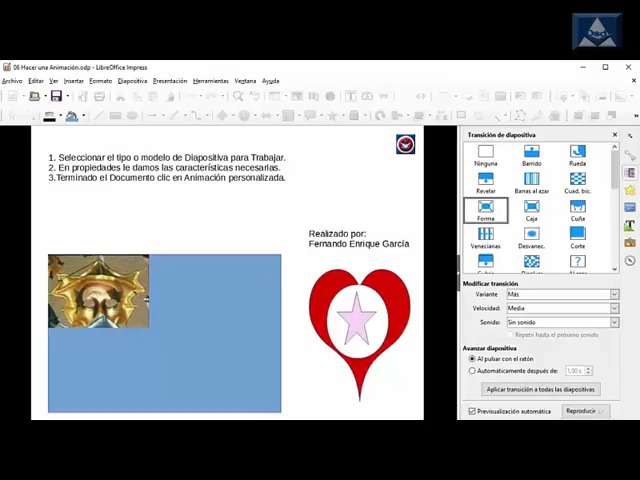 06 Hacer una Animación.odp - LibreOffice Impress
Archivo Editar Ver Insertar Formato Diapositiva Presentación Herramientas Ventana Ayuda
1. Seleccionar el tipo o modelo de Diapositiva para Trabajar.
2. En propiedades le damos las características necesarias.
3.Terminado el Documento clic en Animación personalizada.
Realizado por:
Fernando Enrique García
Transición de diapositiva
Ninguna Barrido Rueda
Revelar Barras al azar Cuad. bic.
Forma Caja Cuña
Venecianas Desvanec. Corte
Modificar transición
Variante Más
Velocidad: Media
Sonido: Sin sonido
Repetir hasta el próximo sonido
Avanzar diapositiva
Al pulsar con el ratón
Automáticamente después de: 1,00 s
Aplicar transición a todas las diapositivas
Previsualización automática Reproducir